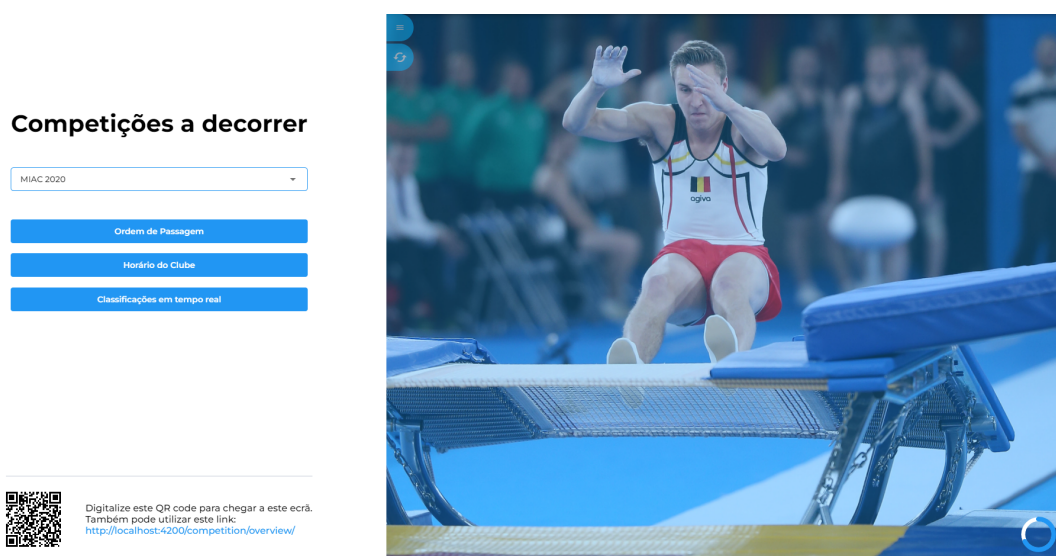 Competições a decorrer
MIAC 2020
Ordem de Passagem
Horário do Clube
Classificações em tempo real
Digitalize este QR code para chegar a este ecrã.
Também pode utilizar este link:
http://localhost:4200/competition/overview/
agiva